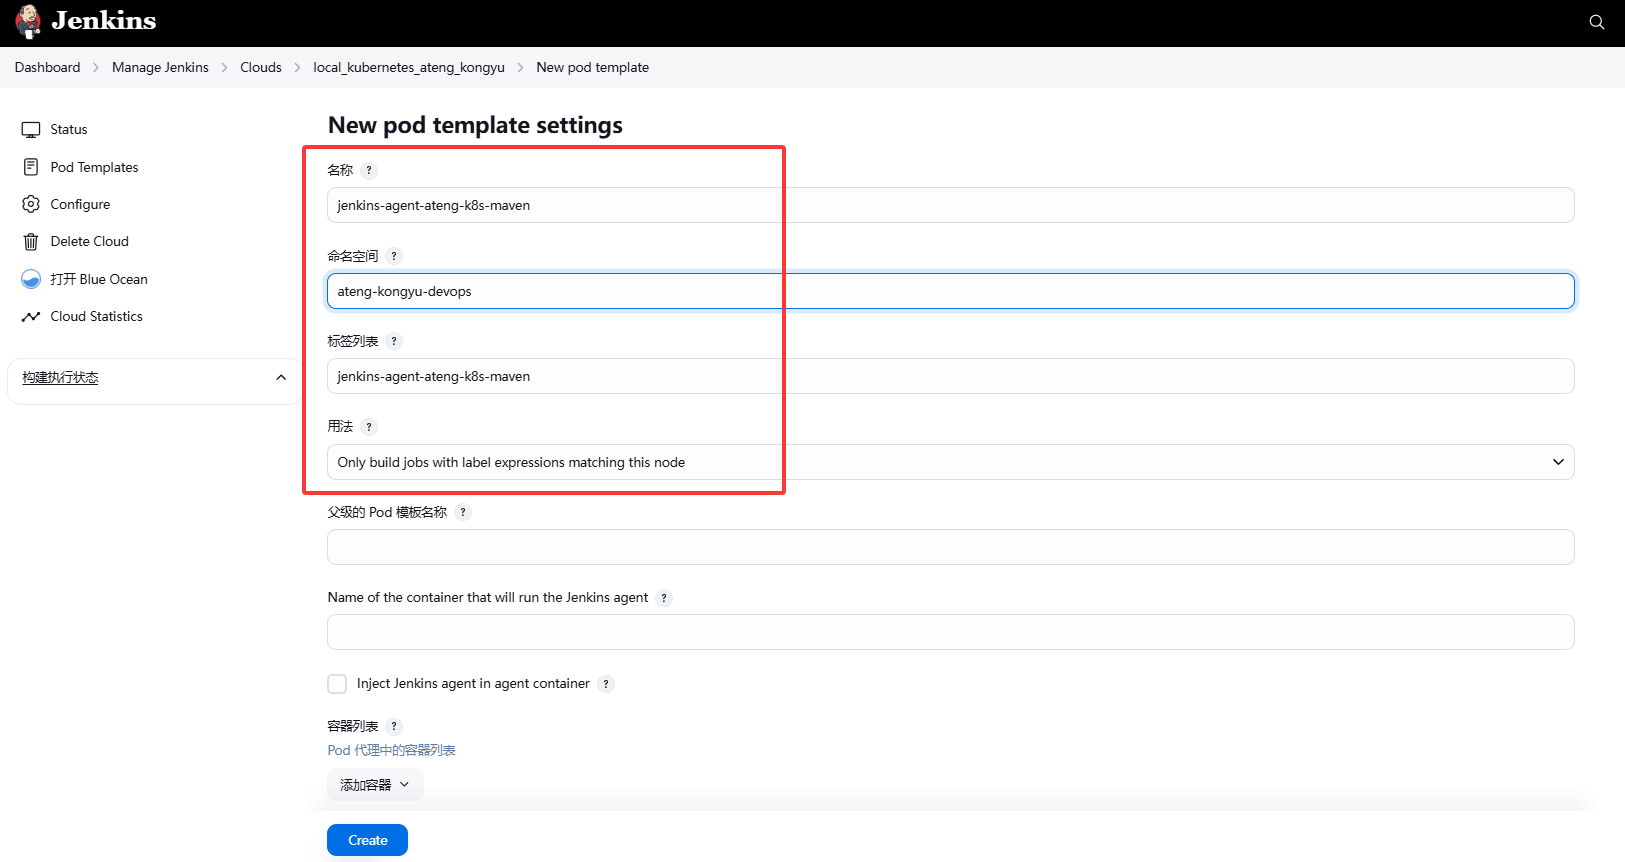 Jenkins
Dashboard > Manage Jenkins > Clouds > local_kubernetes_ateng_kongyu > New pod template
Status
Pod Templates
Configure
Delete Cloud
打开 Blue Ocean
Cloud Statistics
构建执行状态
New pod template settings
名称 ?
jenkins-agent-ateng-k8s-maven
命名空间 ?
ateng-kongyu-devops
标签列表 ?
jenkins-agent-ateng-k8s-maven
用法 ?
Only build jobs with label expressions matching this node
父级的 Pod 模板名称 ?
Name of the container that will run the Jenkins agent ?
Inject Jenkins agent in agent container ?
容器列表 ?
Pod 代理中的容器列表
添加容器
Create